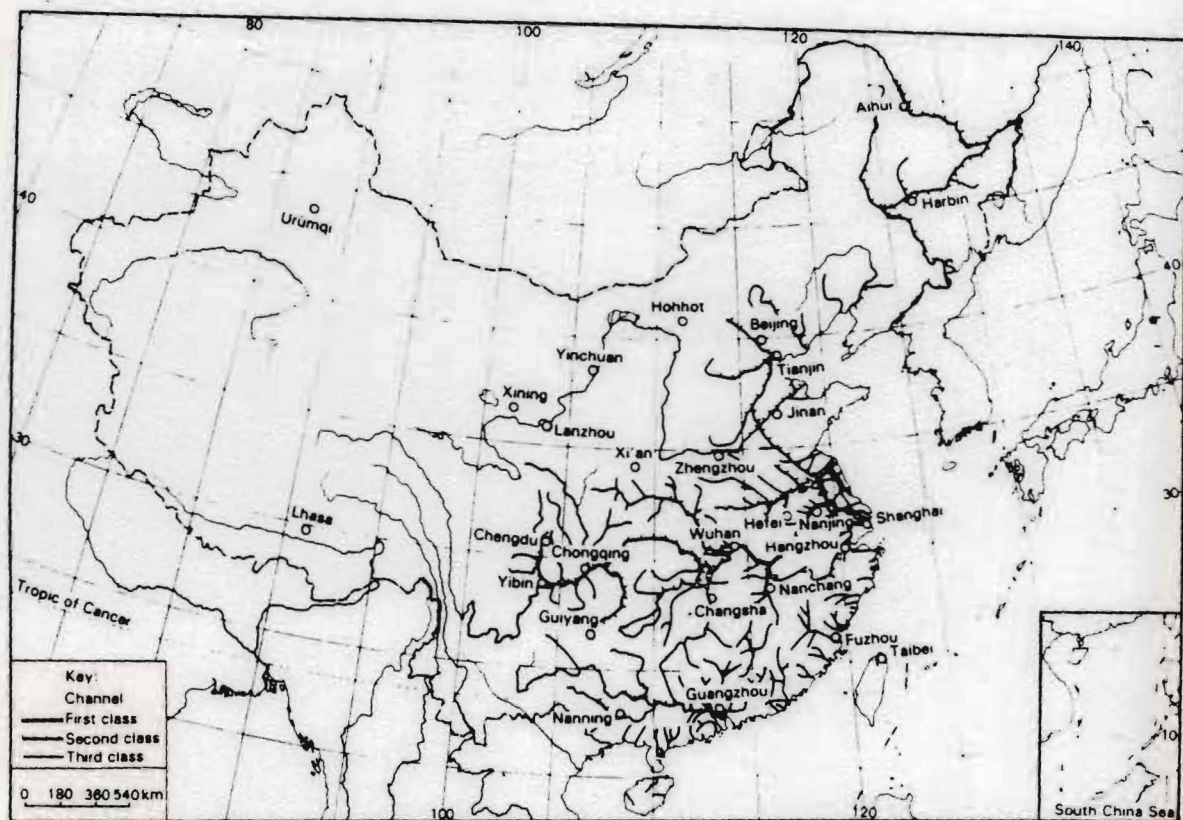 80
120
140
Aihui
40
Harbin
Ürümqi
40
Hohhot
Beijing
Yinchuan
Tianjin
Xining
Jinan
Lanzhou
30
Xi'an
Zhengzhou
30
Lhasa
Hefei
Nanjing
Shanghai
Wuhan
Chengdu
Hangzhou
Chongqing
Yibin
Nanchang
Changsha
Tropic of Cancer
Guiyang
Fuzhou
Taibei
Key:
Channel
First class
Second class
Third class
Guangzhou
Nanning
10
0 180 360 540 km
100
120
South China Sea